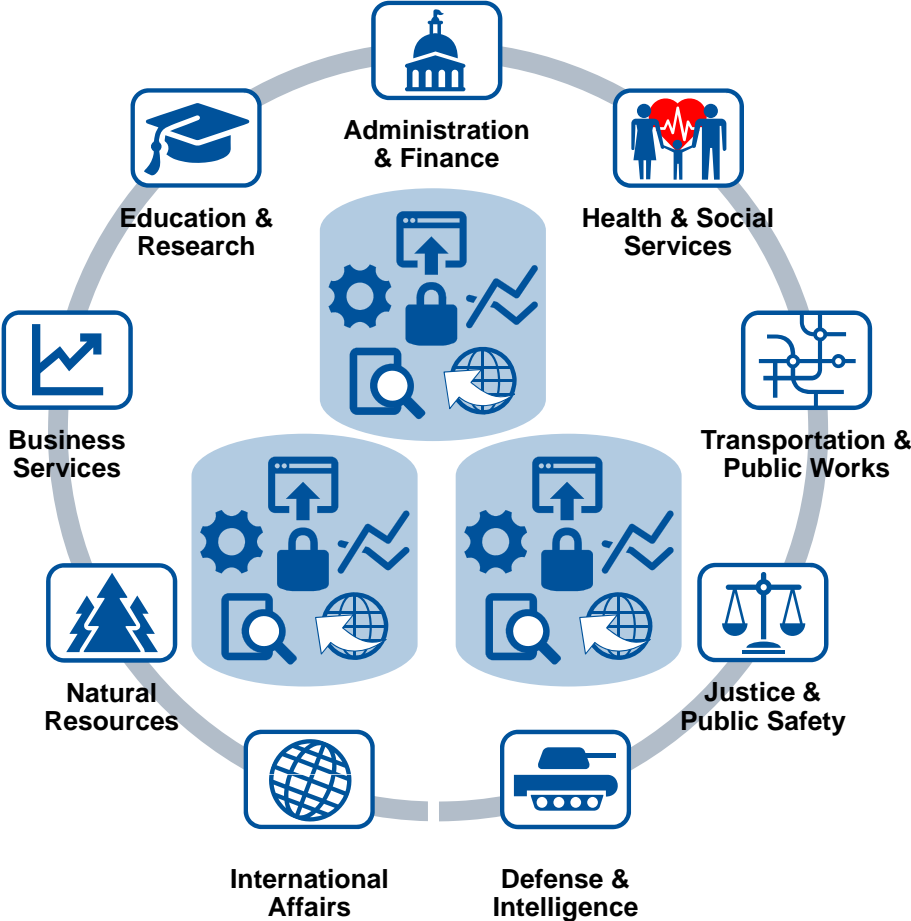 Administration
& Finance
Education &
Research
Health & Social
Services
Business
Services
Transportation &
Public Works
Natural
Resources
Justice &
Public Safety
International
Affairs
Defense &
Intelligence